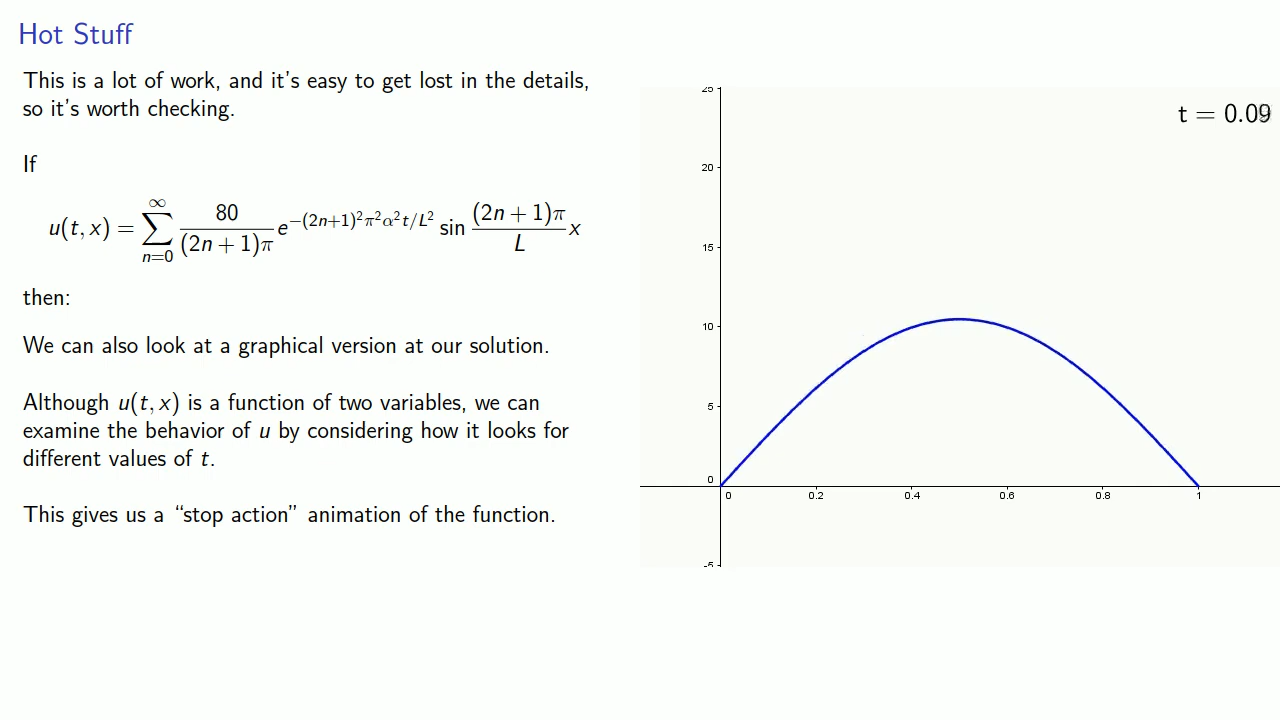 Hot Stuff
This is a lot of work, and it's easy to get lost in the details,
so it's worth checking.
If
u(t, x) = ∑_{n=0}^{∞} \frac{80}{(2n + 1)π} e^{−(2n+1)²π²α²t/L²} sin \frac{(2n + 1)π}{L} x
then:
We can also look at a graphical version at our solution.
Although u(t, x) is a function of two variables, we can
examine the behavior of u by considering how it looks for
different values of t.
This gives us a “stop action” animation of the function.
t = 0.09
25
20
15
10
5
0
-5
0 0.2 0.4 0.6 0.8 1